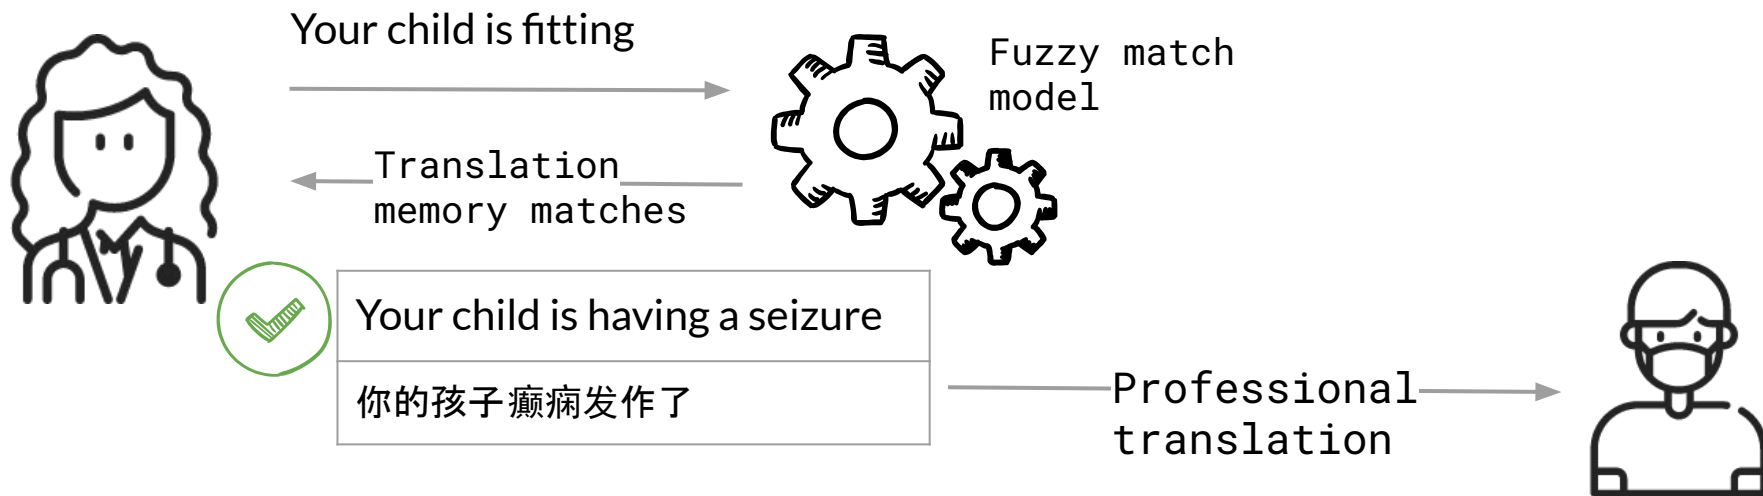 Your child is fitting
Fuzzy match
model
Translation
memory matches
Your child is having a seizure
你的孩子癫痫发作了
Professional
translation